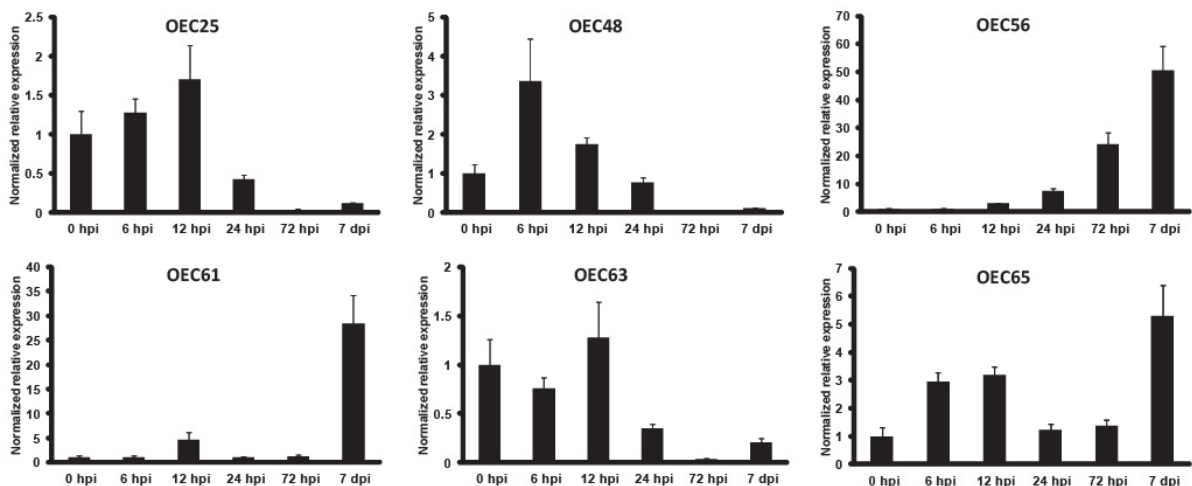 OEC25
Normalized relative expression
2.5
2
1.5
1
0.5
0
0 hpi 6 hpi 12 hpi 24 hpi 72 hpi 7 dpi
OEC48
Normalized relative expression
5
4
3
2
1
0
0 hpi 6 hpi 12 hpi 24 hpi 72 hpi 7 dpi
OEC56
Normalized relative expression
70
60
50
40
30
20
10
0
0 hpi 6 hpi 12 hpi 24 hpi 72 hpi 7 dpi
OEC61
Normalized relative expression
40
35
30
25
20
15
10
5
0
0 hpi 6 hpi 12 hpi 24 hpi 72 hpi 7 dpi
OEC63
Normalized relative expression
2
1.5
1
0.5
0
0 hpi 6 hpi 12 hpi 24 hpi 72 hpi 7 dpi
OEC65
Normalized relative expression
7
6
5
4
3
2
1
0
0 hpi 6 hpi 12 hpi 24 hpi 72 hpi 7 dpi